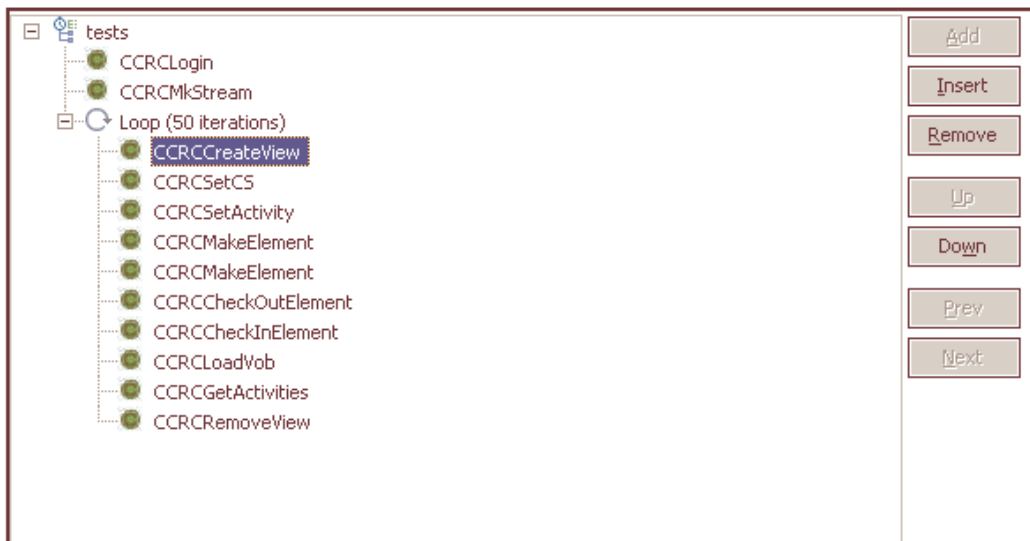 tests
CCRCLogin
CCRCMkStream
Loop (50 iterations)
CCRCCreateView
CCRCSetCS
CCRCSetActivity
CCRCMakeElement
CCRCMakeElement
CCRCCheckOutElement
CCRCCheckInElement
CCRCLoadVob
CCRCGetActivities
CCRCRemoveView
Add
Insert
Remove
Up
Down
Prev
Next